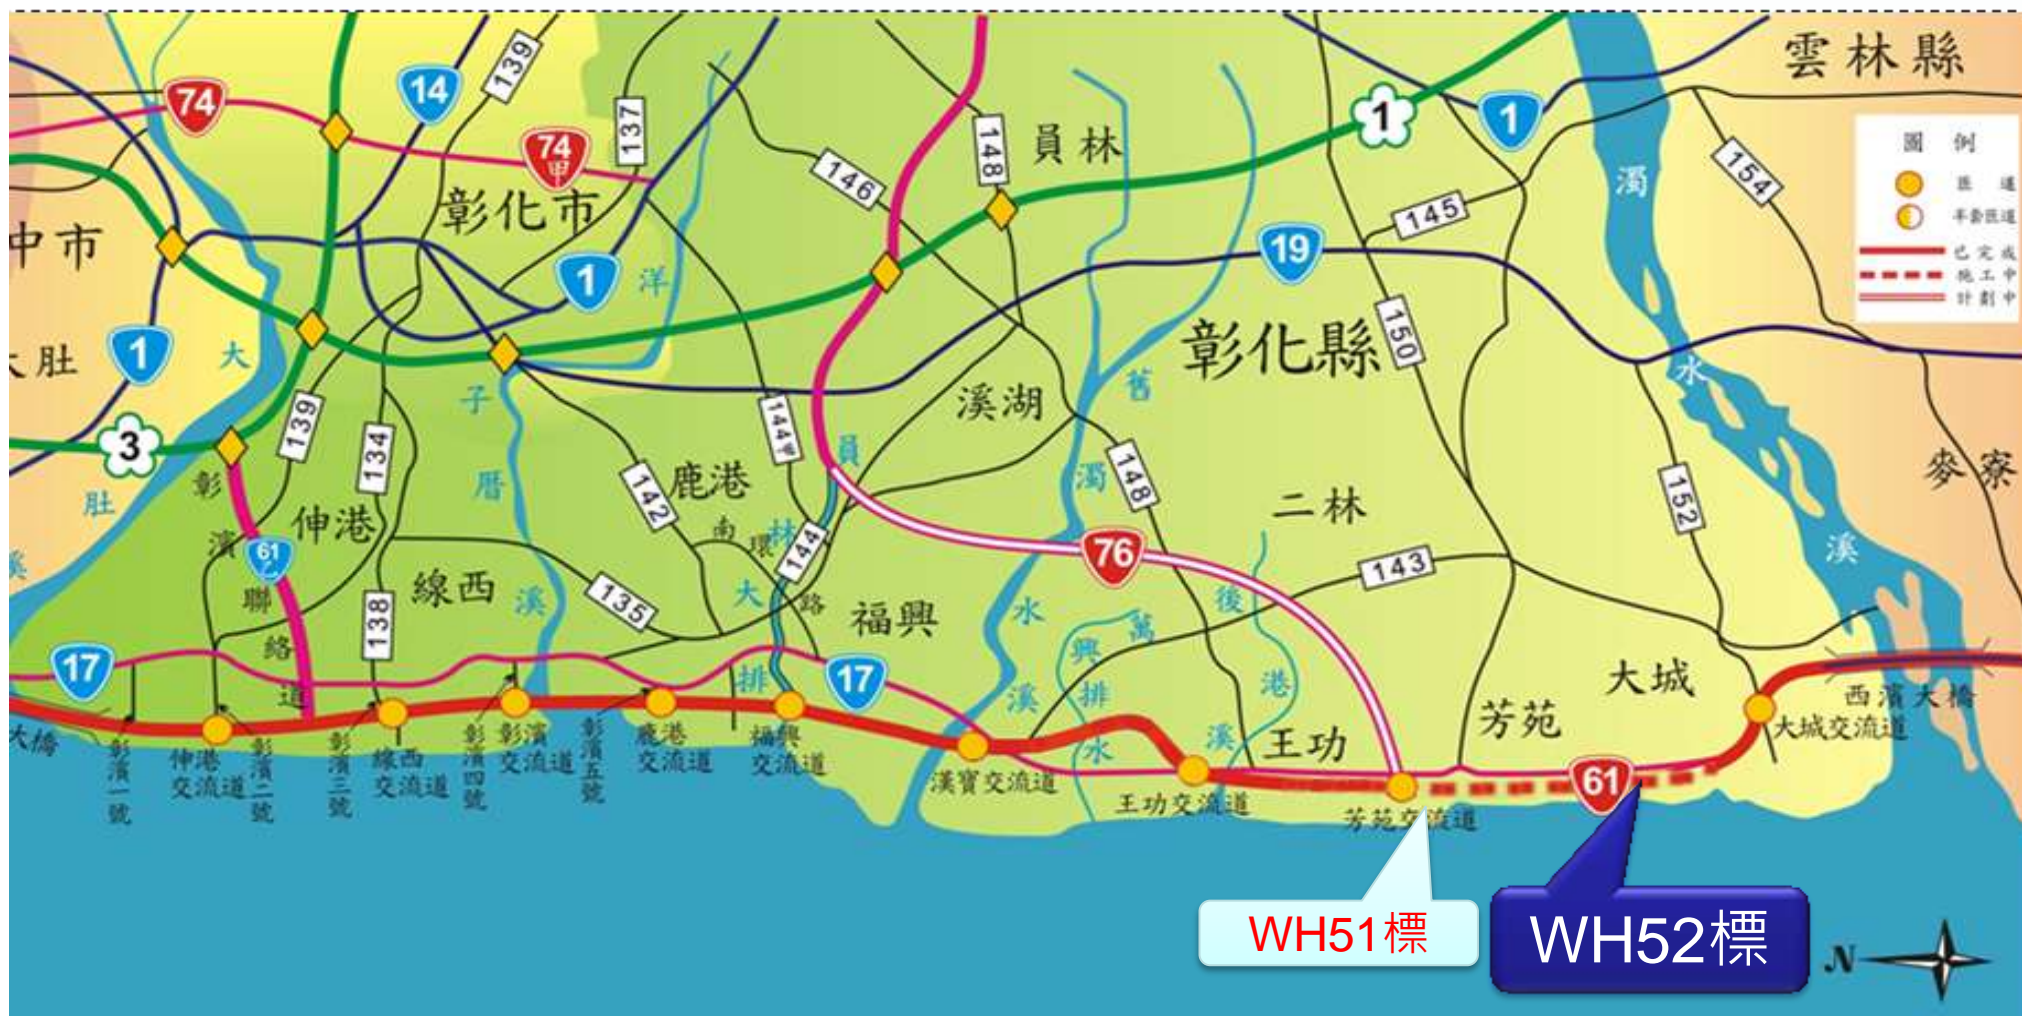 雲林縣
139
14
74
137
74
甲
1
1
148
員林
圖例
匝道
半套匝道
已完成
施工中
計劃中
濁
154
146
145
彰化市
中市
19
1
洋
150
彰化縣
1
大
水
大肚
子
舊
溪湖
139
144甲
3
134
員
鹿港
148
濁
152
麥寮
彰
142
肚
厝
二林
伸港
南
林
環
濱
144
76
溪
溪
61
143
線西
聯
135
溪
大
路
福興
水
後
138
萬
絡
興
17
17
道
排
溪
排
港
大城
西濱大橋
芳苑
大城交流道
王功
溪
水
大橋
彰濱一號
伸港
交流道
彰濱二號
彰濱三號
線西
交流道
彰濱四號
彰濱
交流道
彰濱五號
鹿港
交流道
福興
交流道
漢寶交流道
王功交流道
芳苑交流道
61
WH51標
WH52標
N